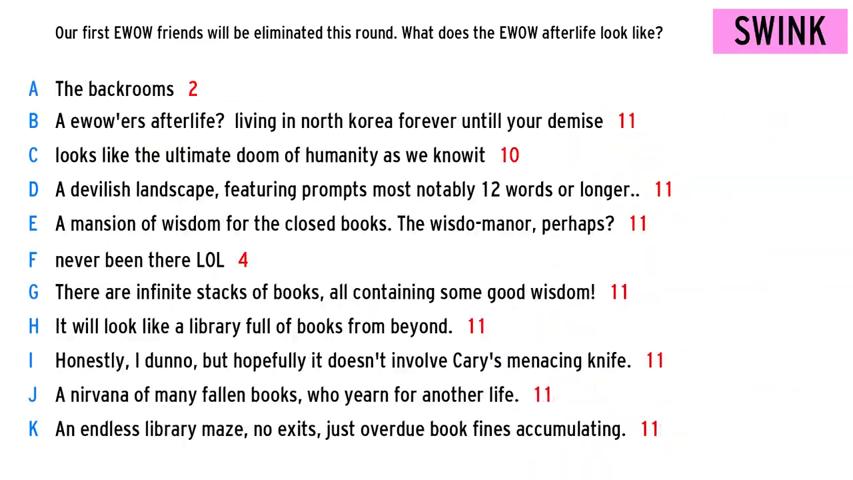 Our first EWOW friends will be eliminated this round. What does the EWOW afterlife look like?
SWINK
A The backrooms 2
B A ewow'ers afterlife? living in north korea forever untill your demise 11
C looks like the ultimate doom of humanity as we knowit 10
D A devilish landscape, featuring prompts most notably 12 words or longer.. 11
E A mansion of wisdom for the closed books. The wisdo-manor, perhaps? 11
F never been there LOL 4
G There are infinite stacks of books, all containing some good wisdom! 11
H It will look like a library full of books from beyond. 11
I Honestly, I dunno, but hopefully it doesn't involve Cary's menacing knife. 11
J A nirvana of many fallen books, who yearn for another life. 11
K An endless library maze, no exits, just overdue book fines accumulating. 11